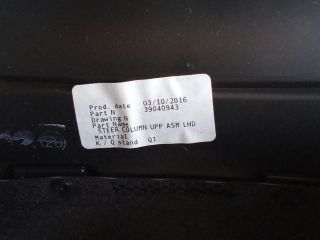 Prod. date 03/10/2016
Part N 39040943
Drawing N
Part Name
STEER COLUMN UPP ASM LHD
Material
K / Q stand Q1